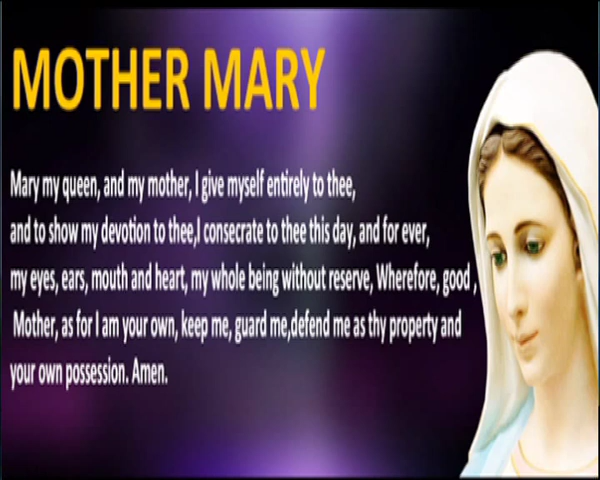 MOTHER MARY
Mary my queen, and my mother, I give myself entirely to thee,
and to show my devotion to thee,I consecrate to thee this day, and for ever,
my eyes, ears, mouth and heart, my whole being without reserve, Wherefore, good ,
Mother, as for I am your own, keep me, guard me,defend me as thy property and
your own possession. Amen.